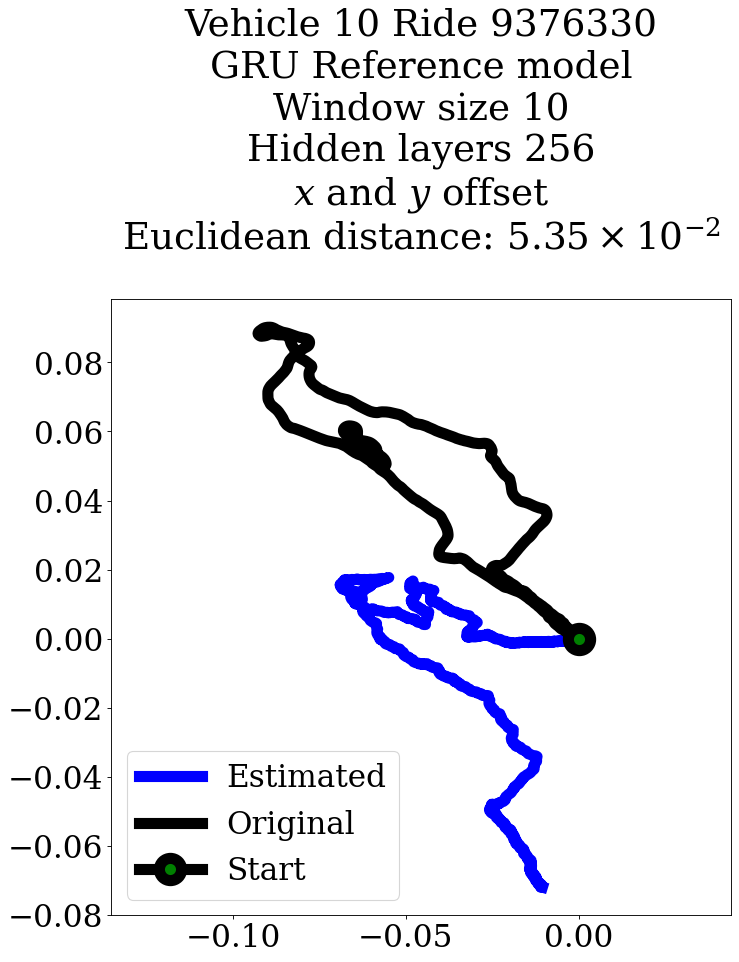 Vehicle 10 Ride 9376330
GRU Reference model
Window size 10
Hidden layers 256
x and y offset
Euclidean distance: 5.35 × 10⁻²
0.08
0.06
0.04
0.02
0.00
−0.02
−0.04
−0.06
−0.08
Estimated
Original
Start
−0.10 −0.05 0.00